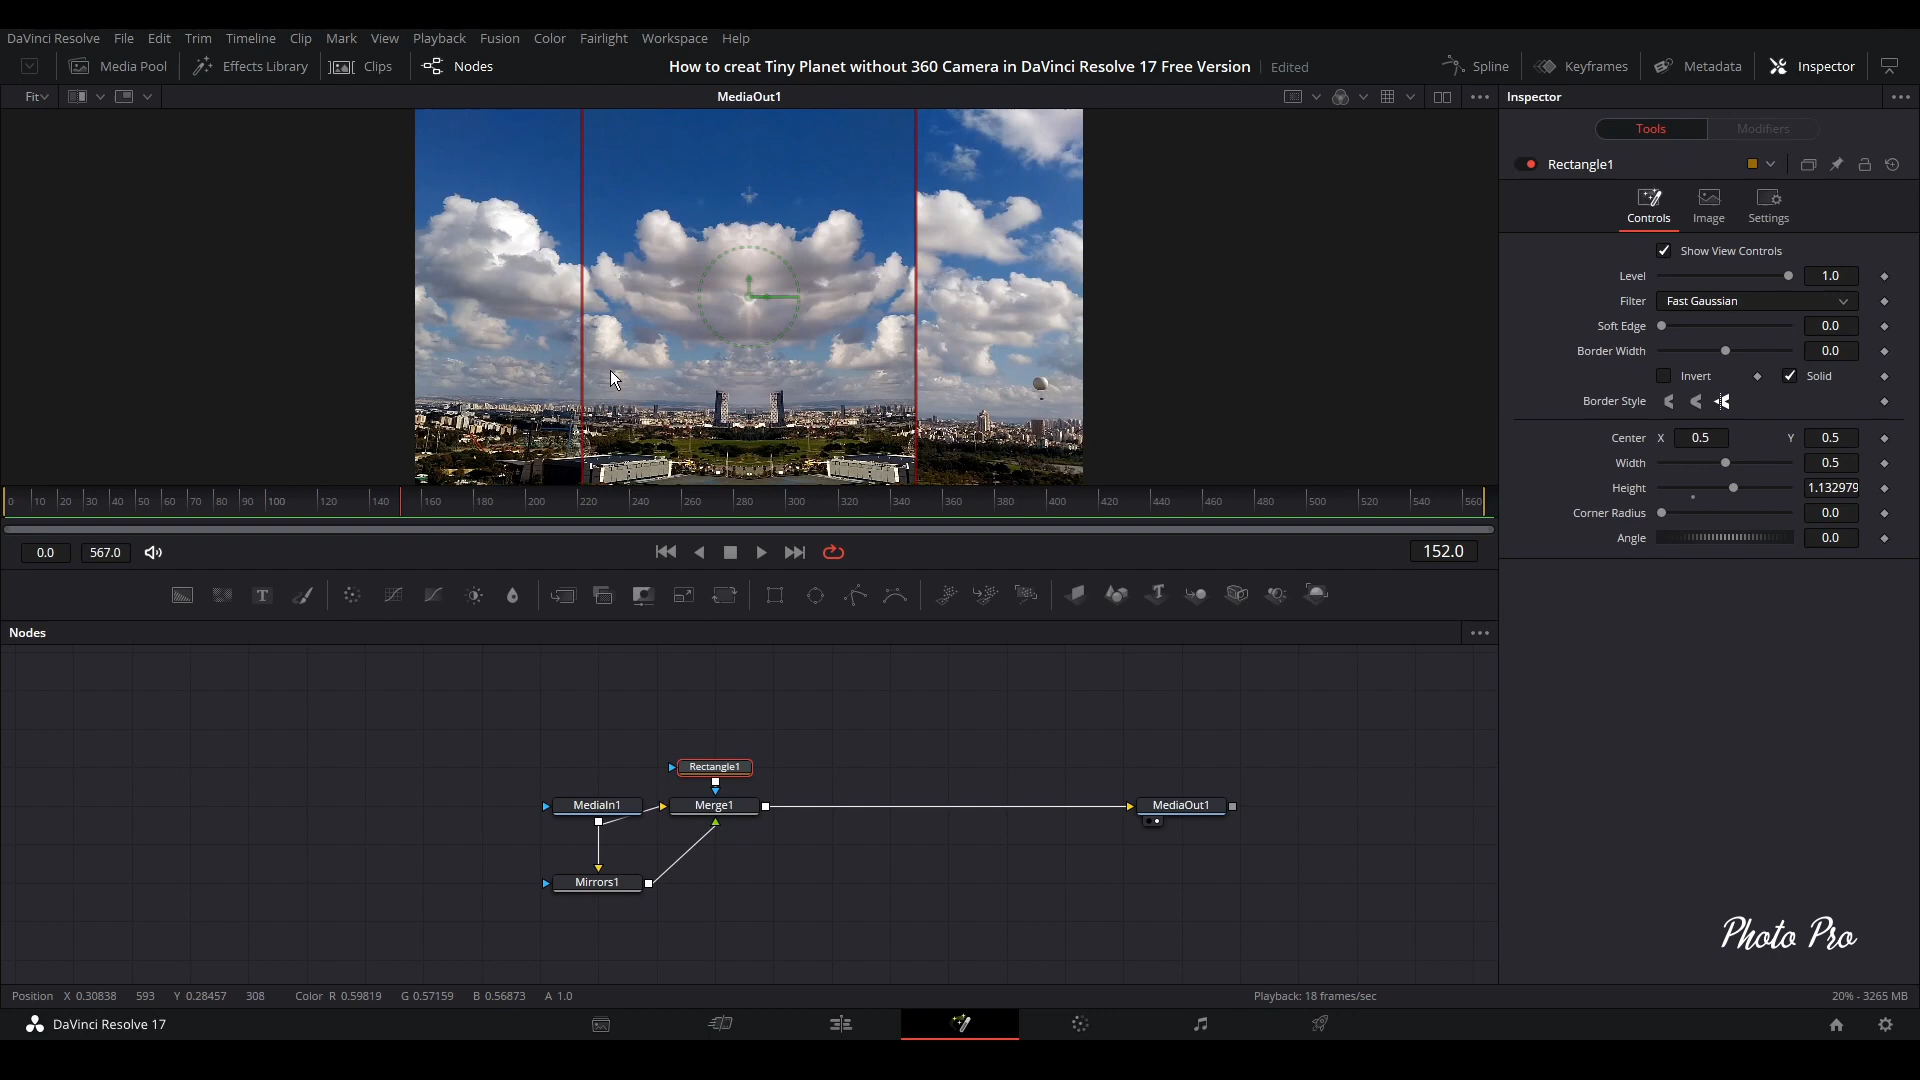 DaVinci Resolve File Edit Trim Timeline Clip Mark View Playback Fusion Color Fairlight Workspace Help
Media Pool Effects Library Clips Nodes How to creat Tiny Planet without 360 Camera in DaVinci Resolve 17 Free Version Edited Spline Keyframes Metadata Inspector
Fit MediaOut1 Inspector
Tools Modifiers
Rectangle1
Controls Image Settings
Show View Controls
Level 1.0
Filter Fast Gaussian
Soft Edge 0.0
Border Width 0.0
Invert Solid
Border Style
Center X 0.5 Y 0.5
Width 0.5
Height 1.132979
Corner Radius 0.0
Angle 0.0
0 10 20 30 40 50 60 70 80 90 100 120 140 160 180 200 220 240 260 280 300 320 340 360 380 400 420 440 460 480 500 520 540 560
0.0 567.0 152.0
T T
Nodes
Rectangle1
MediaIn1 Merge1 MediaOut1
Mirrors1
Photo Pro
Position X 0.30838 593 Y 0.28457 308 Color R 0.59819 G 0.57159 B 0.56873 A 1.0 Playback: 18 frames/sec 20% - 3265 MB
DaVinci Resolve 17